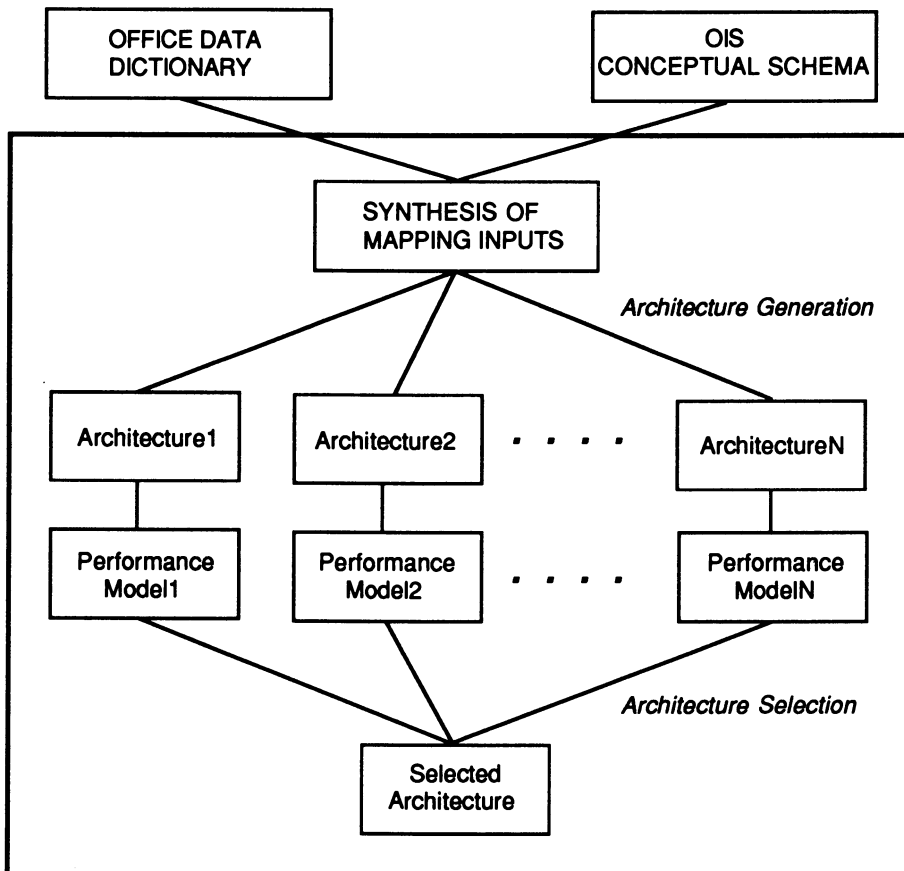 OFFICE DATA
DICTIONARY
OIS
CONCEPTUAL SCHEMA
SYNTHESIS OF
MAPPING INPUTS
Architecture Generation
Architecture1
Architecture2
. . . .
ArchitectureN
Performance
Model1
Performance
Model2
. . . .
Performance
ModelN
Architecture Selection
Selected
Architecture